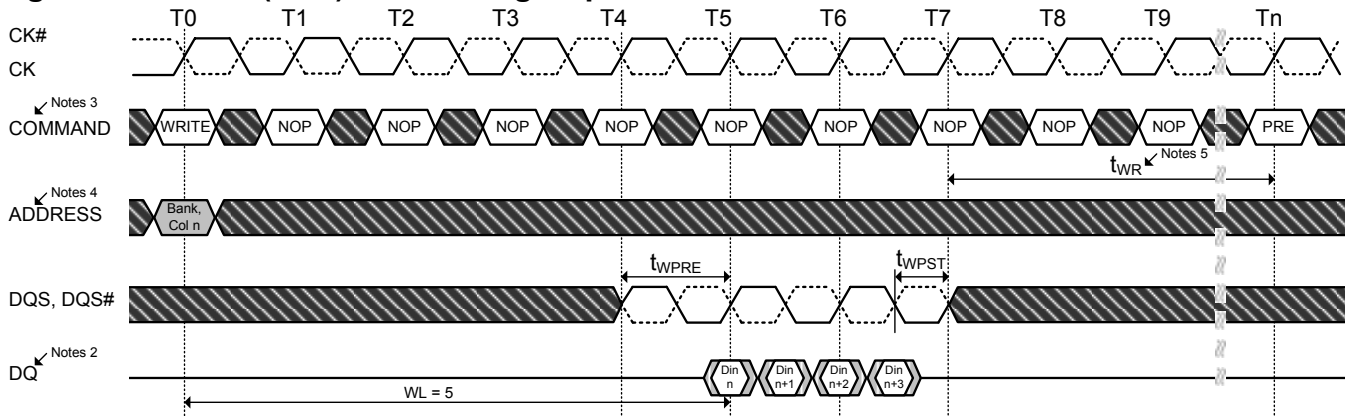 T0 T1 T2 T3 T4 T5 T6 T7 T8 T9 Tn
CK#
CK
Notes 3
COMMAND
WRITE NOP NOP NOP NOP NOP NOP NOP NOP NOP PRE
tWR Notes 5
Notes 4
ADDRESS
Bank,
Col n
tWPRE tWPST
DQS, DQS#
Notes 2
DQ
Din Din Din Din
n n+1 n+2 n+3
WL = 5